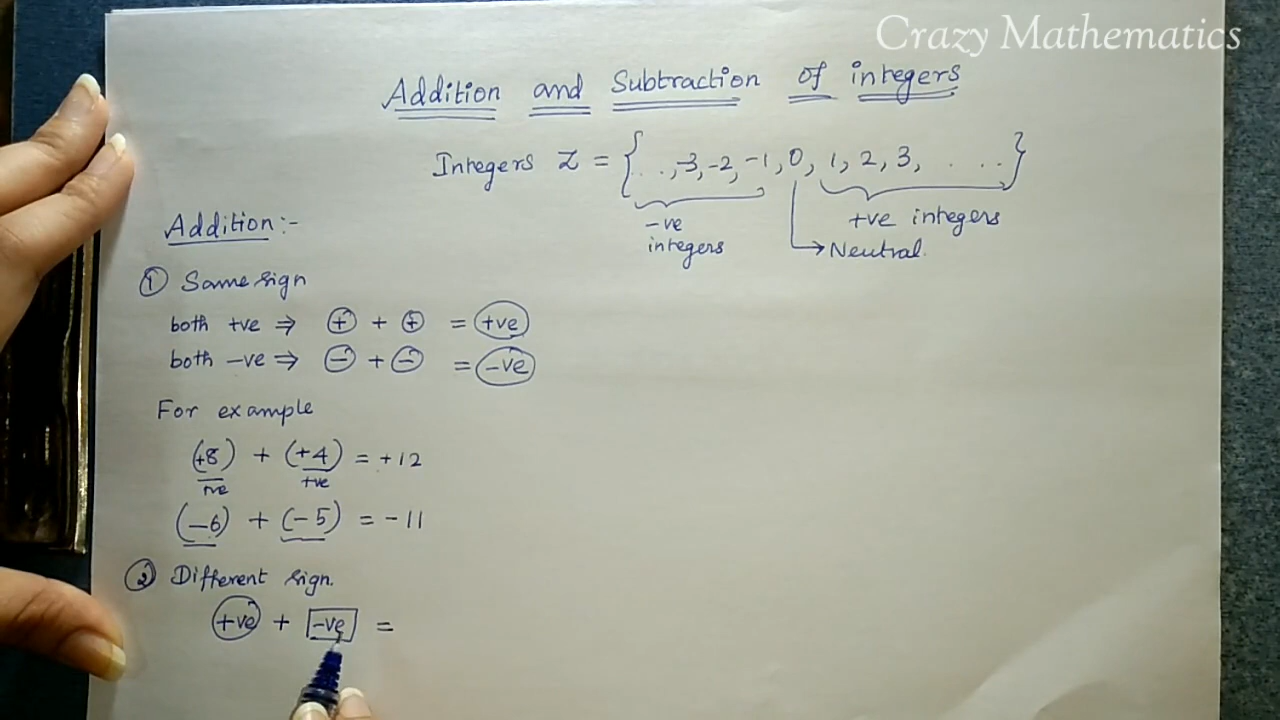 Crazy Mathematics
Addition and Subtraction of integers
Integers Z = {. . , -3, -2, -1, 0, 1, 2, 3, . . . . }
-ve integers
+ve integers
Neutral.
Addition :-
① Same sign
both +ve ⇒ ⊕ + ⊕ = +ve
both -ve ⇒ ⊖ + ⊖ = -ve
For example
(+8) + (+4) = +12
+ve +ve
(-6) + (-5) = -11
② Different sign.
+ve + -ve =